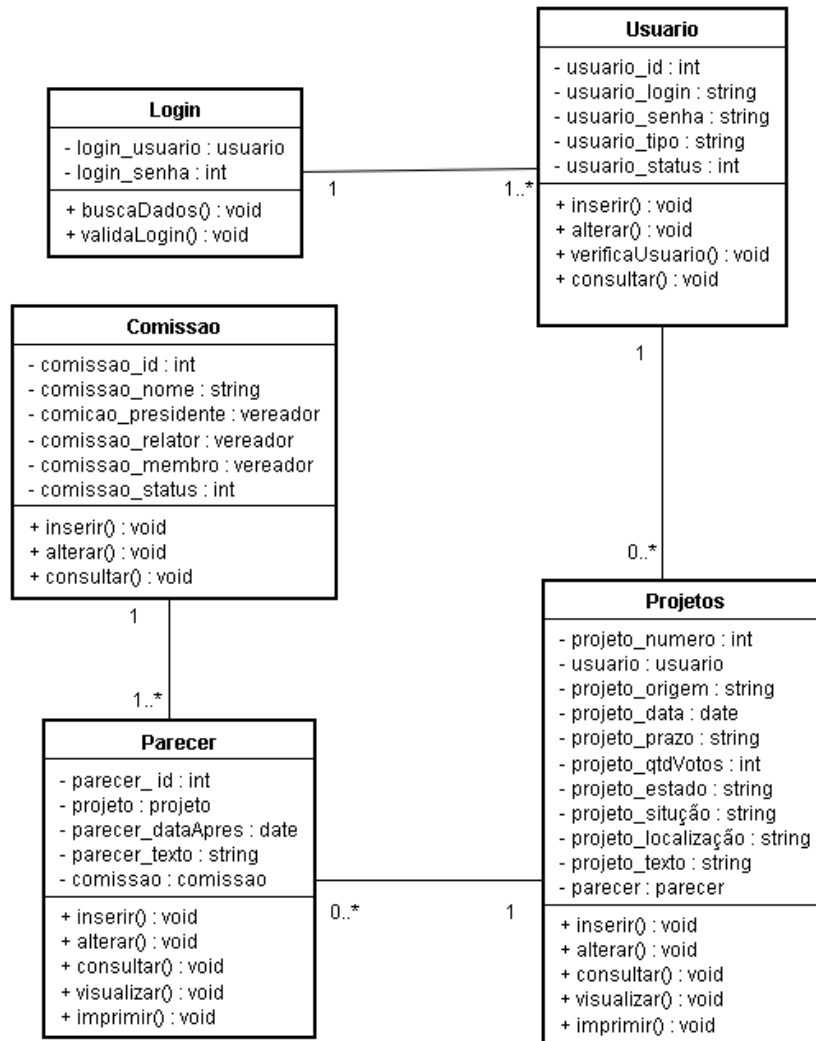 Usuario
- usuario_id : int
- usuario_login : string
- usuario_senha : string
- usuario_tipo : string
- usuario_status : int
+ inserir() : void
+ alterar() : void
+ verificaUsuario() : void
+ consultar() : void
Login
- login_usuario : usuario
- login_senha : int
+ buscaDados() : void
+ validaLogin() : void
1
1..*
Comissao
- comissao_id : int
- comissao_nome : string
- comicao_presidente : vereador
- comissao_relator : vereador
- comissao_membro : vereador
- comissao_status : int
+ inserir() : void
+ alterar() : void
+ consultar() : void
1
0..*
1
1..*
Projetos
- projeto_numero : int
- usuario : usuario
- projeto_origem : string
- projeto_data : date
- projeto_prazo : string
- projeto_qtdVotos : int
- projeto_estado : string
- projeto_situção : string
- projeto_localização : string
- projeto_texto : string
- parecer : parecer
+ inserir() : void
+ alterar() : void
+ consultar() : void
+ visualizar() : void
+ imprimir() : void
Parecer
- parecer_ id : int
- projeto : projeto
- parecer_dataApres : date
- parecer_texto : string
- comissao : comissao
+ inserir() : void
+ alterar() : void
+ consultar() : void
+ visualizar() : void
+ imprimir() : void
0..*
1